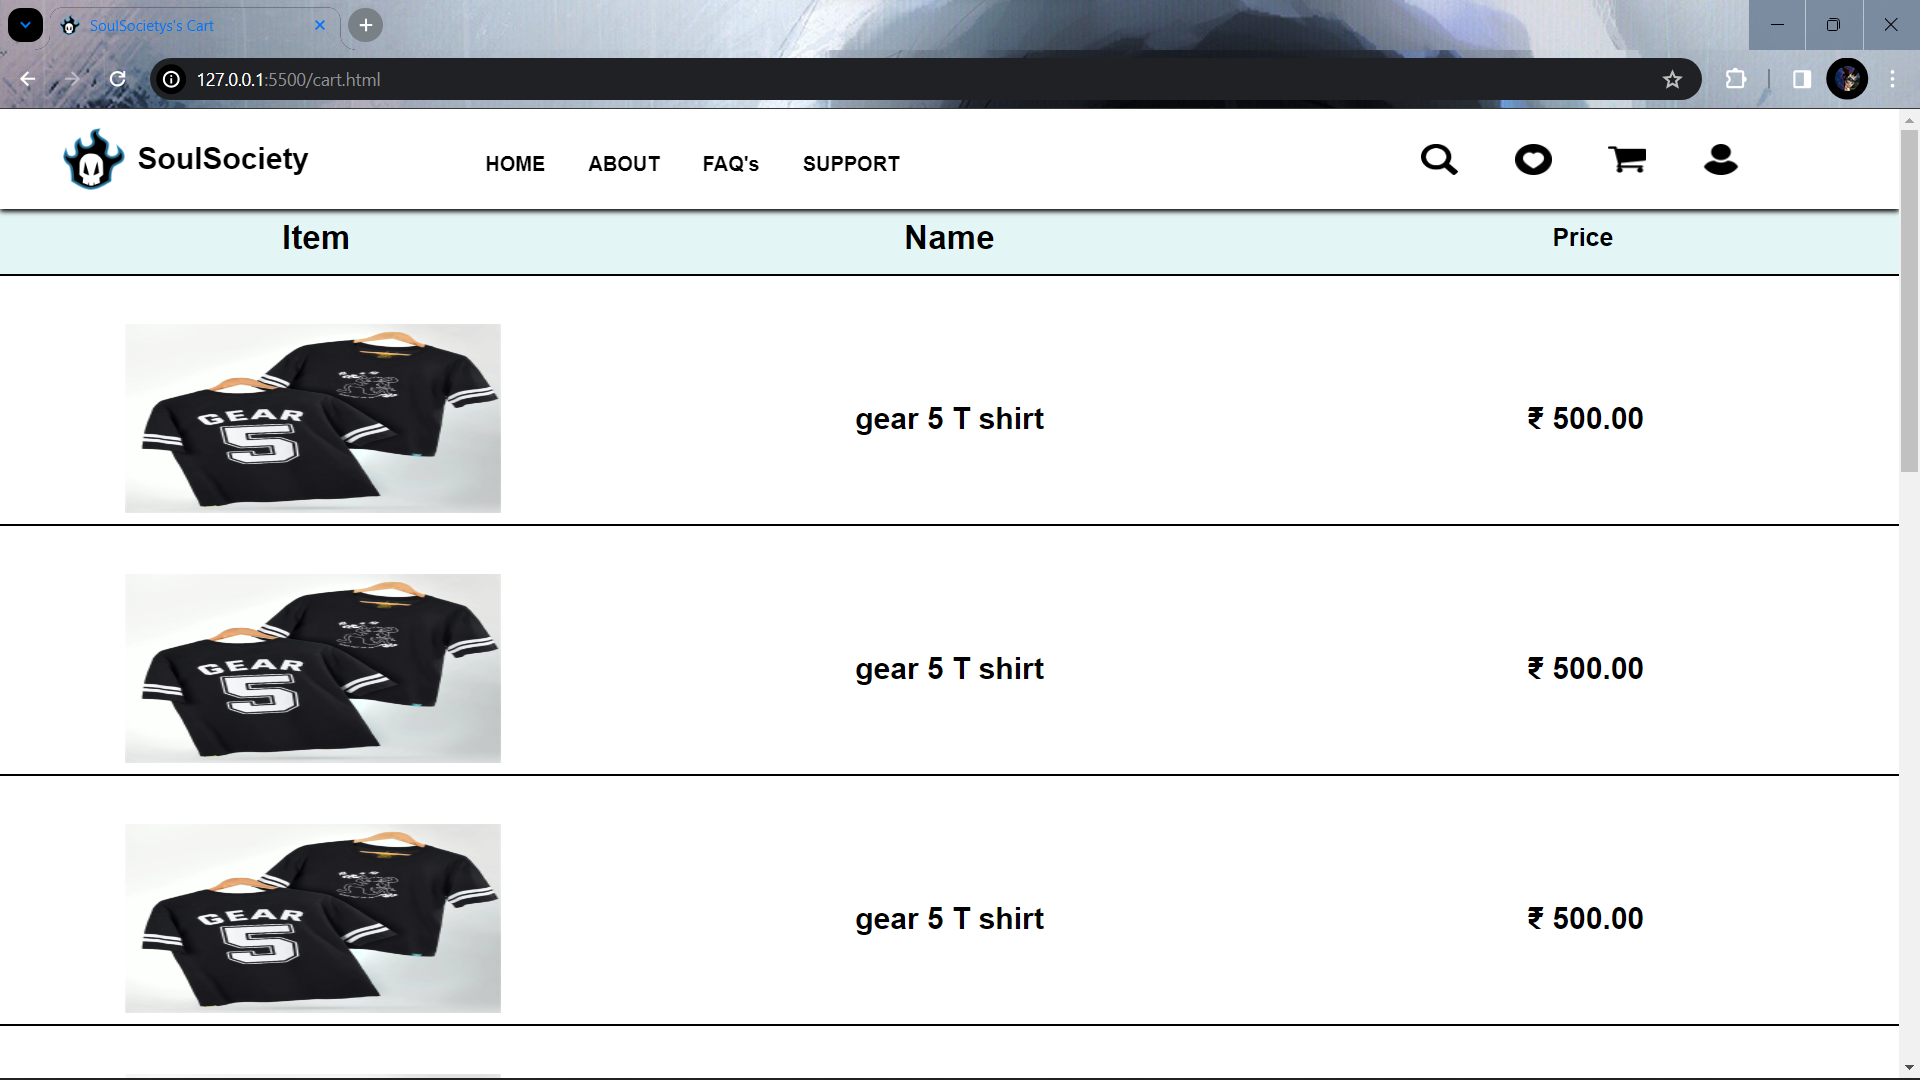 SoulSocietys's Cart
127.0.0.1:5500/cart.html
SoulSociety
HOME ABOUT FAQ's SUPPORT
Item Name Price
GEAR
5
gear 5 T shirt ₹ 500.00
GEAR
5
gear 5 T shirt ₹ 500.00
GEAR
5
gear 5 T shirt ₹ 500.00